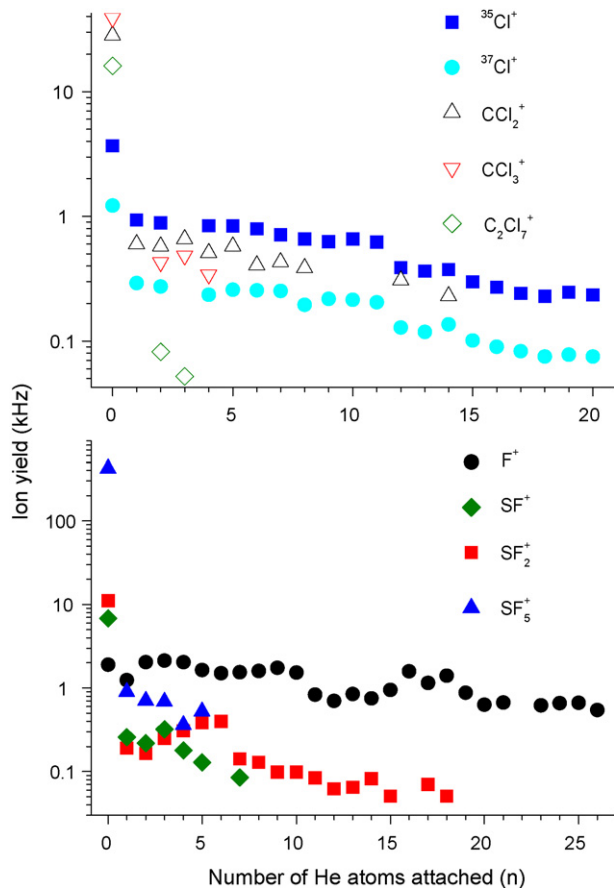 ³⁵Cl⁺
³⁷Cl⁺
CCl₂⁺
CCl₃⁺
C₂Cl₇⁺
10
1
0.1
0 5 10 15 20
Ion yield (kHz)
F⁺
SF⁺
SF₂⁺
SF₅⁺
100
10
1
0.1
0 5 10 15 20 25
Number of He atoms attached (n)